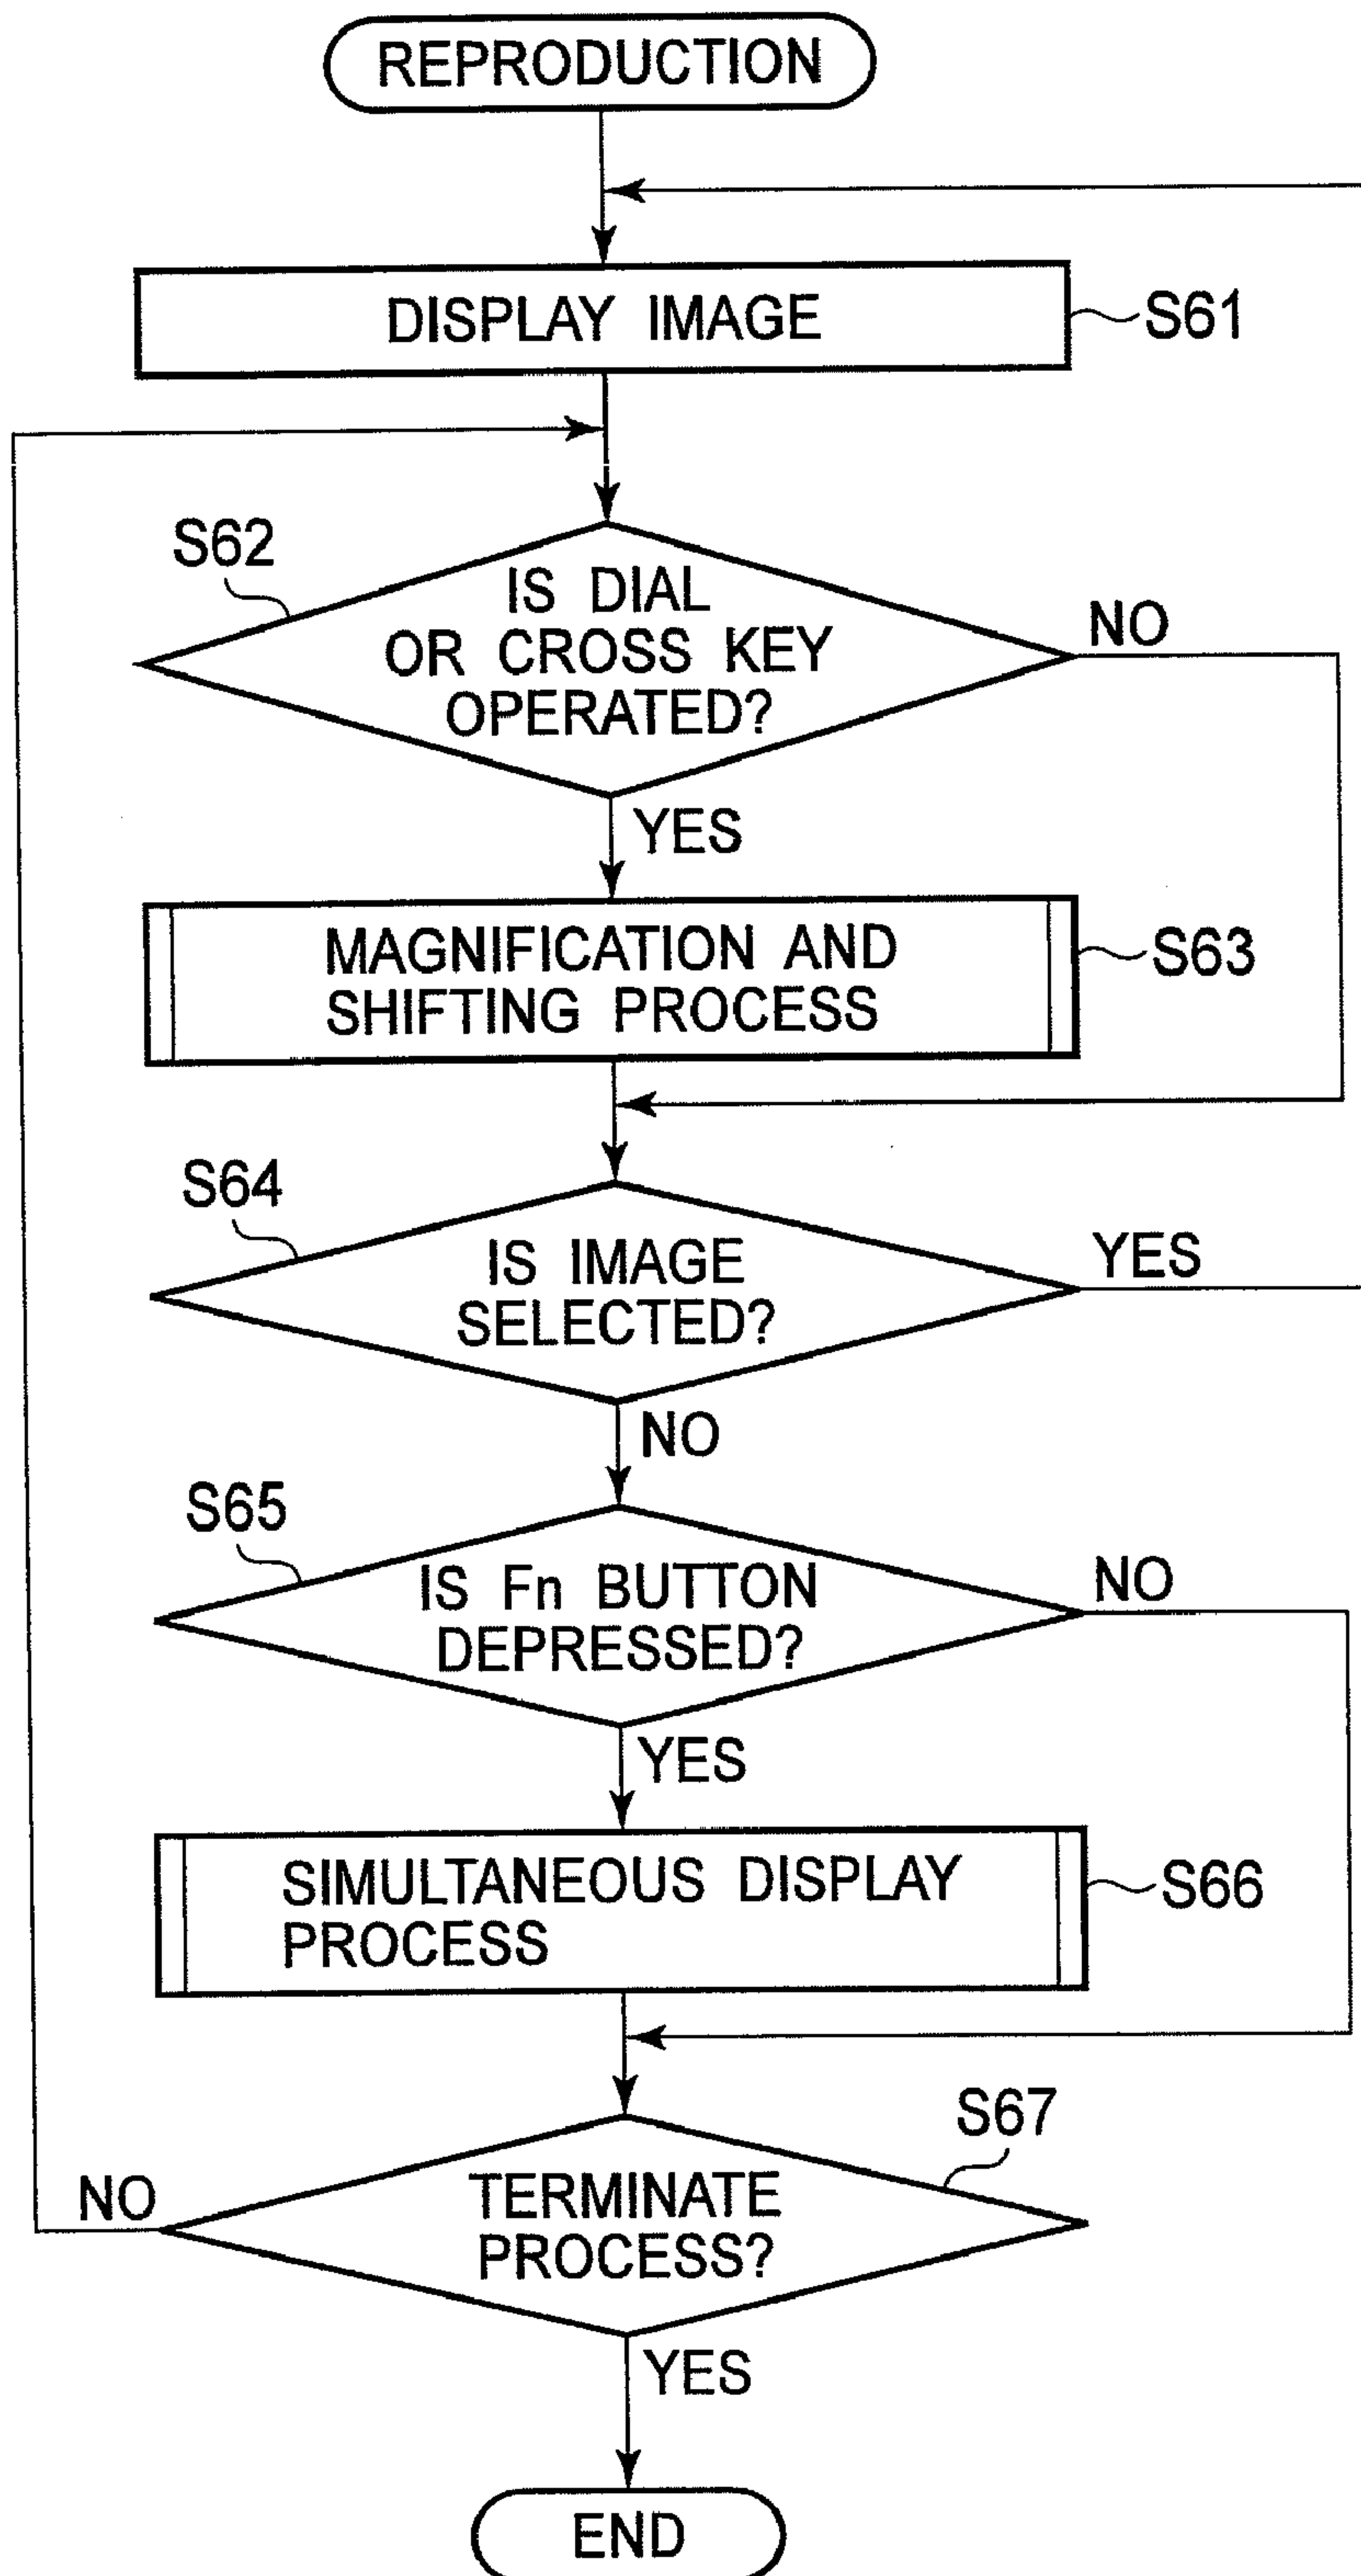 REPRODUCTION
DISPLAY IMAGE
S61
S62
IS DIAL
OR CROSS KEY
OPERATED?
NO
YES
MAGNIFICATION AND
SHIFTING PROCESS
S63
S64
IS IMAGE
SELECTED?
YES
NO
S65
IS Fn BUTTON
DEPRESSED?
NO
YES
SIMULTANEOUS DISPLAY
PROCESS
S66
S67
TERMINATE
PROCESS?
NO
YES
END